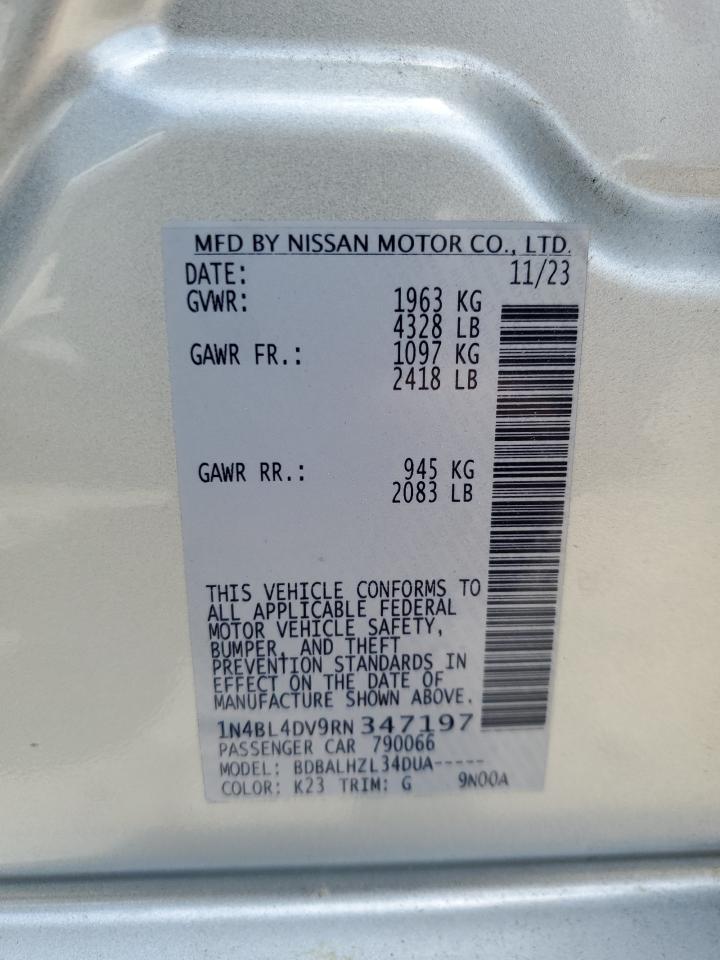 MFD BY NISSAN MOTOR CO., LTD.
DATE: 11/23
GVWR: 1963 KG
4328 LB
GAWR FR.: 1097 KG
2418 LB
GAWR RR.: 945 KG
2083 LB
THIS VEHICLE CONFORMS TO
ALL APPLICABLE FEDERAL
MOTOR VEHICLE SAFETY,
BUMPER, AND THEFT
PREVENTION STANDARDS IN
EFFECT ON THE DATE OF
MANUFACTURE SHOWN ABOVE.
1N4BL4DV9RN347197
PASSENGER CAR 790066
MODEL: BDBALHZL34DUA-----
COLOR: K23 TRIM: G 9N00A